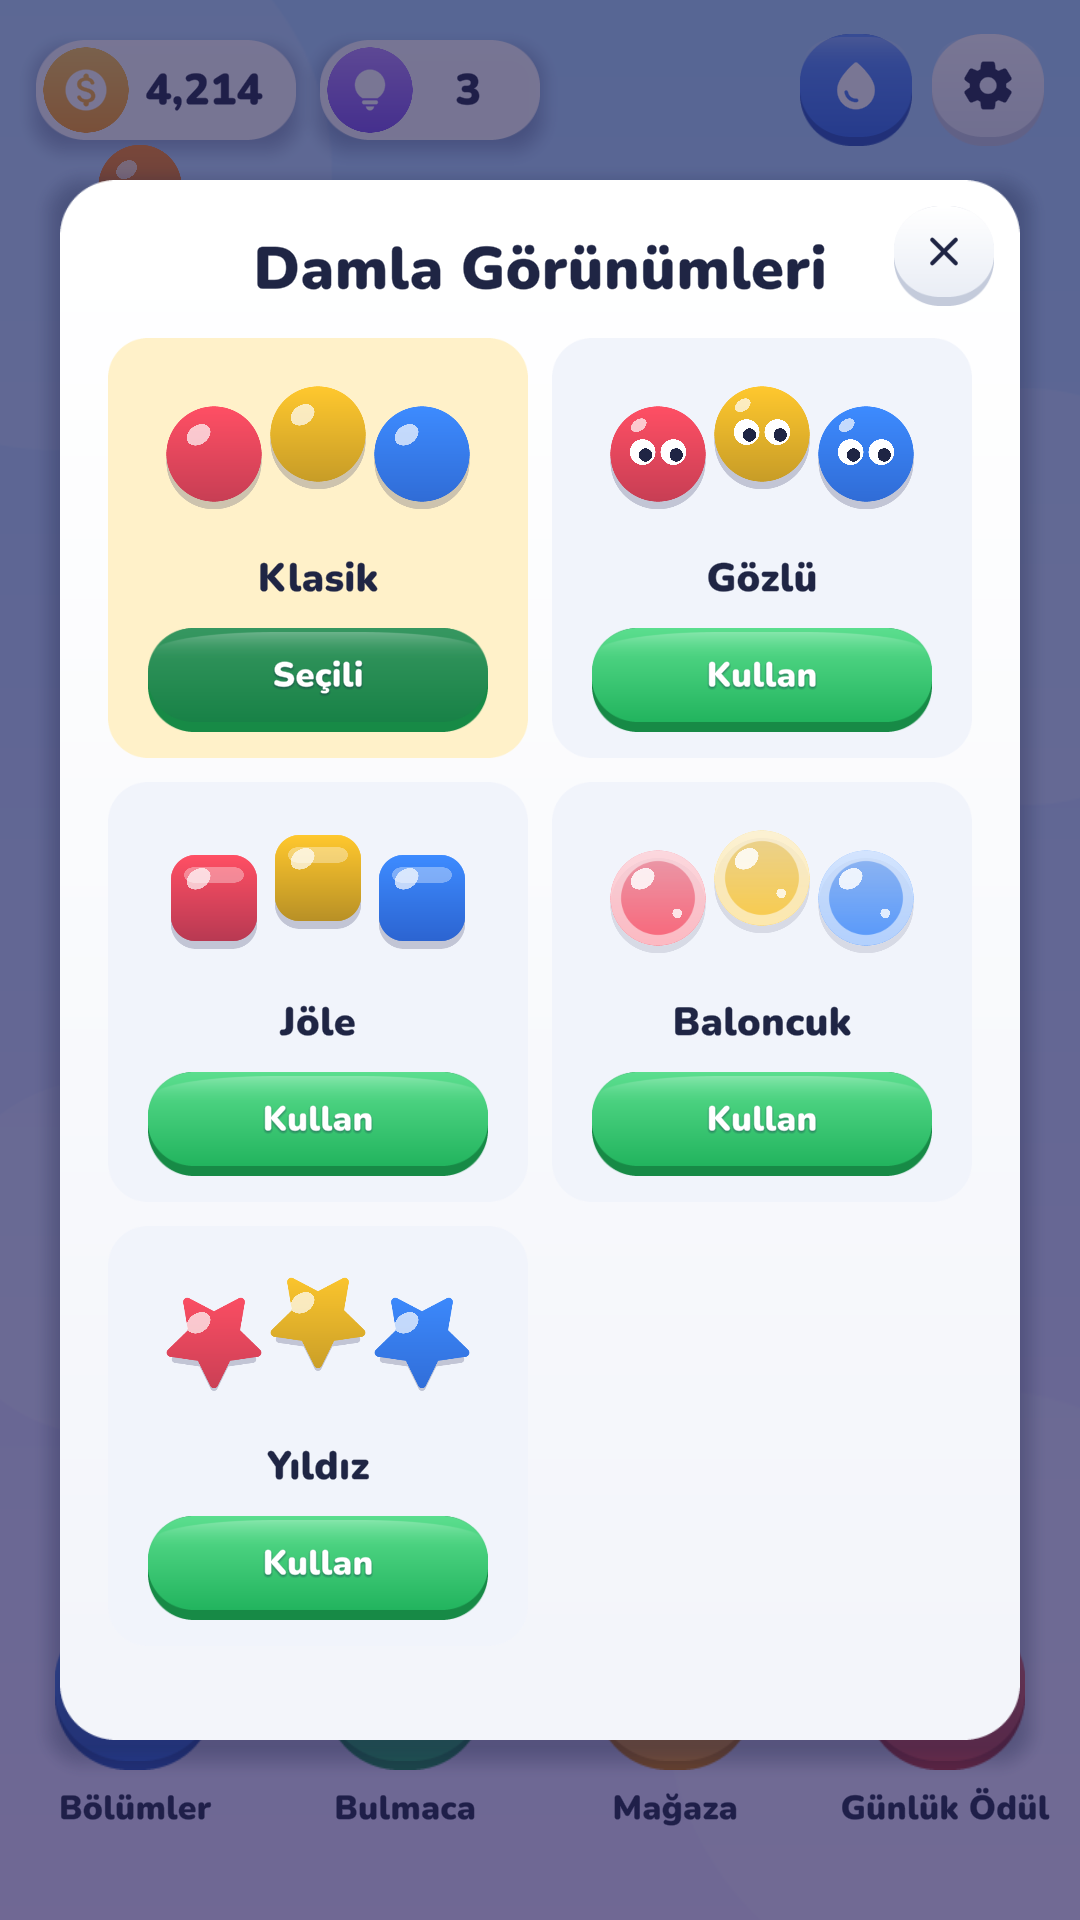 4,214
3
Damla Görünümleri
Klasik
Gözlü
Seçili
Kullan
Jöle
Baloncuk
Kullan
Kullan
Yıldız
Kullan
Bölümler
Bulmaca
Mağaza
Günlük Ödül